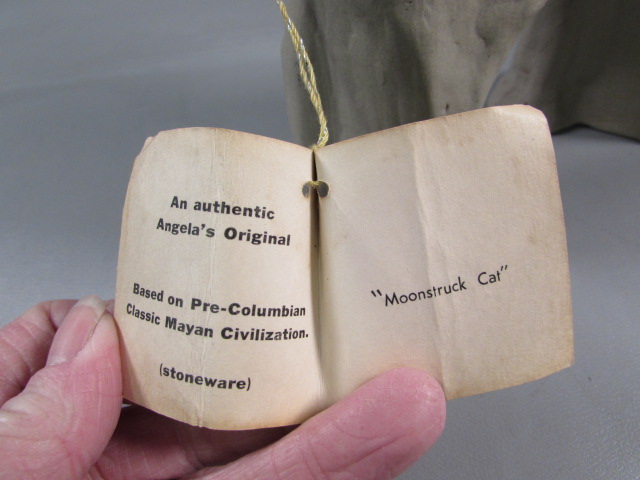 An authentic
Angela's Original
Based on Pre-Columbian
Classic Mayan Civilization.
(stoneware)
"Moonstruck Cat"